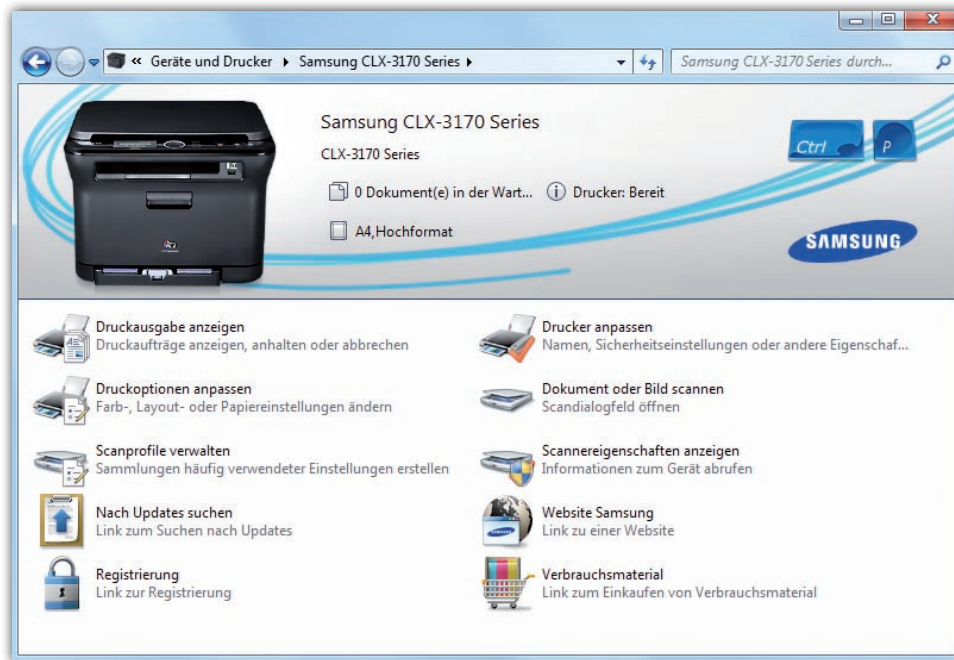 « Geräte und Drucker ▸ Samsung CLX-3170 Series ▸
Samsung CLX-3170 Series durch...
Samsung CLX-3170 Series
CLX-3170 Series
0 Dokument(e) in der Wart...
Drucker: Bereit
A4,Hochformat
Ctrl
P
SAMSUNG
Druckausgabe anzeigen
Druckaufträge anzeigen, anhalten oder abbrechen
Drucker anpassen
Namen, Sicherheitseinstellungen oder andere Eigenschaf...
Druckoptionen anpassen
Farb-, Layout- oder Papiereinstellungen ändern
Dokument oder Bild scannen
Scandialogfeld öffnen
Scanprofile verwalten
Sammlungen häufig verwendeter Einstellungen erstellen
Scannereigenschaften anzeigen
Informationen zum Gerät abrufen
Nach Updates suchen
Link zum Suchen nach Updates
Website Samsung
Link zu einer Website
Registrierung
Link zur Registrierung
Verbrauchsmaterial
Link zum Einkaufen von Verbrauchsmaterial